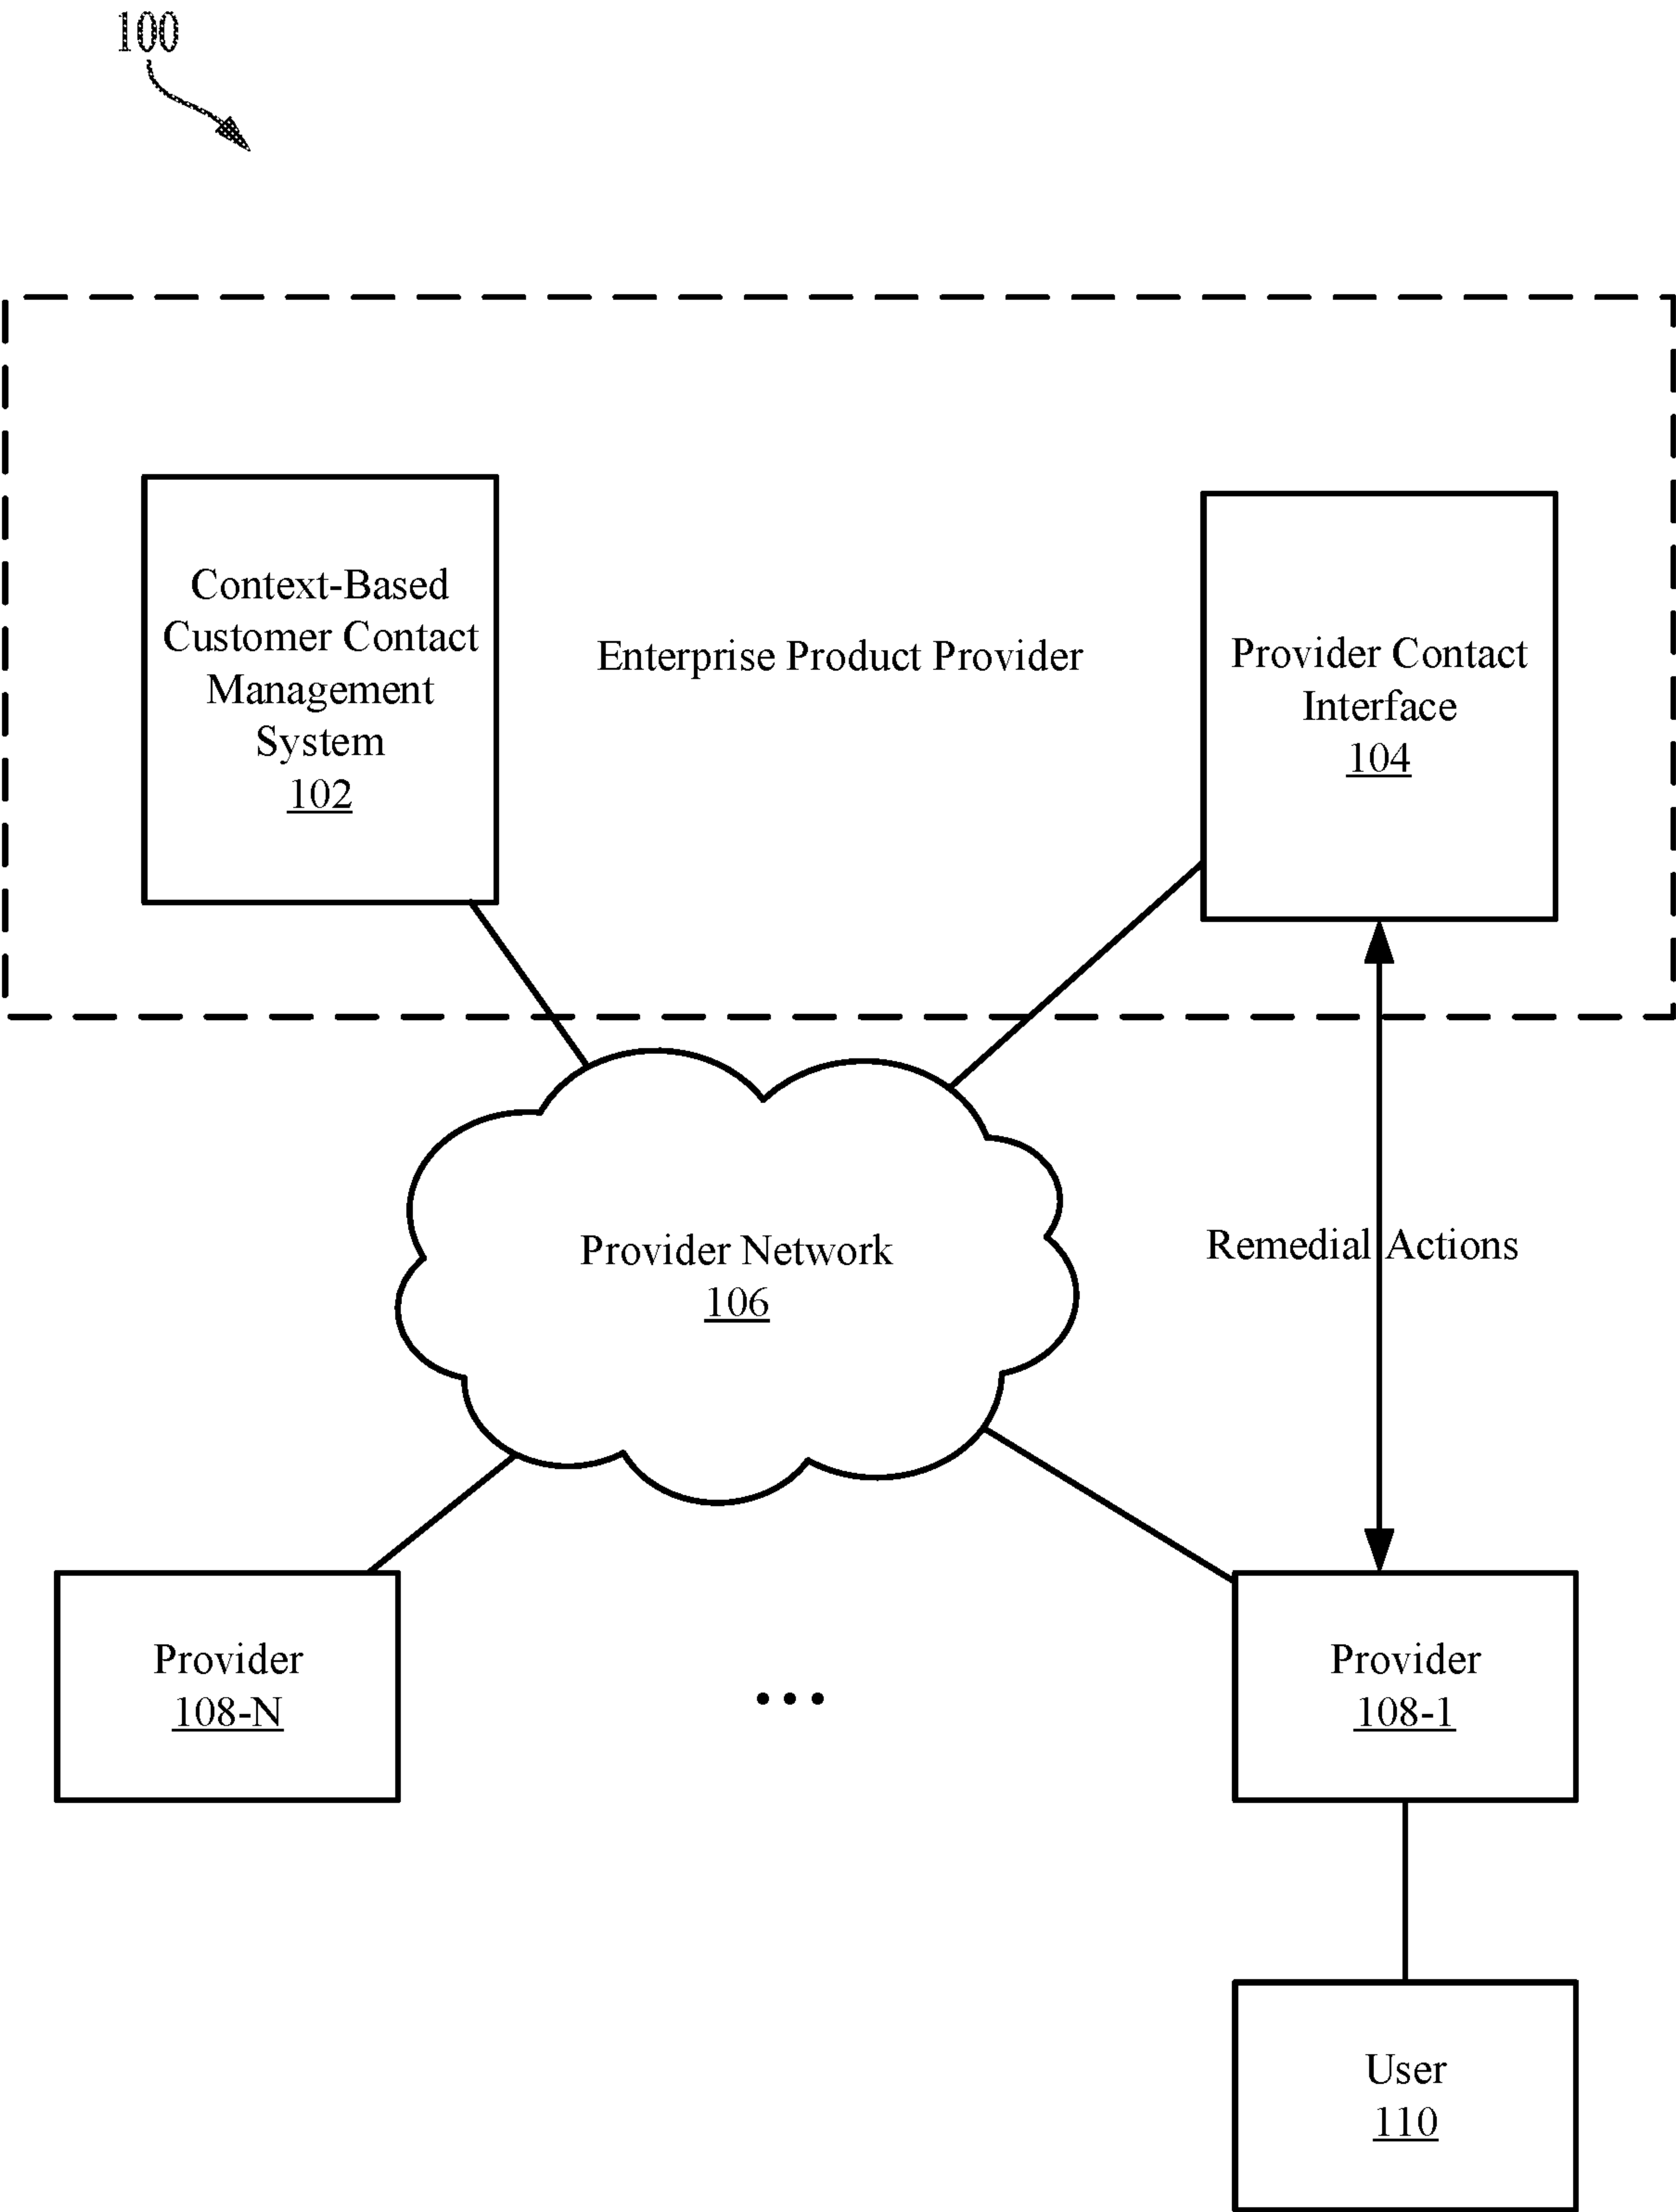 100
Context-Based
Customer Contact
Management
System
102
Enterprise Product Provider
Provider Contact
Interface
104
Provider Network
106
Remedial Actions
Provider
108-N
...
Provider
108-1
User
110